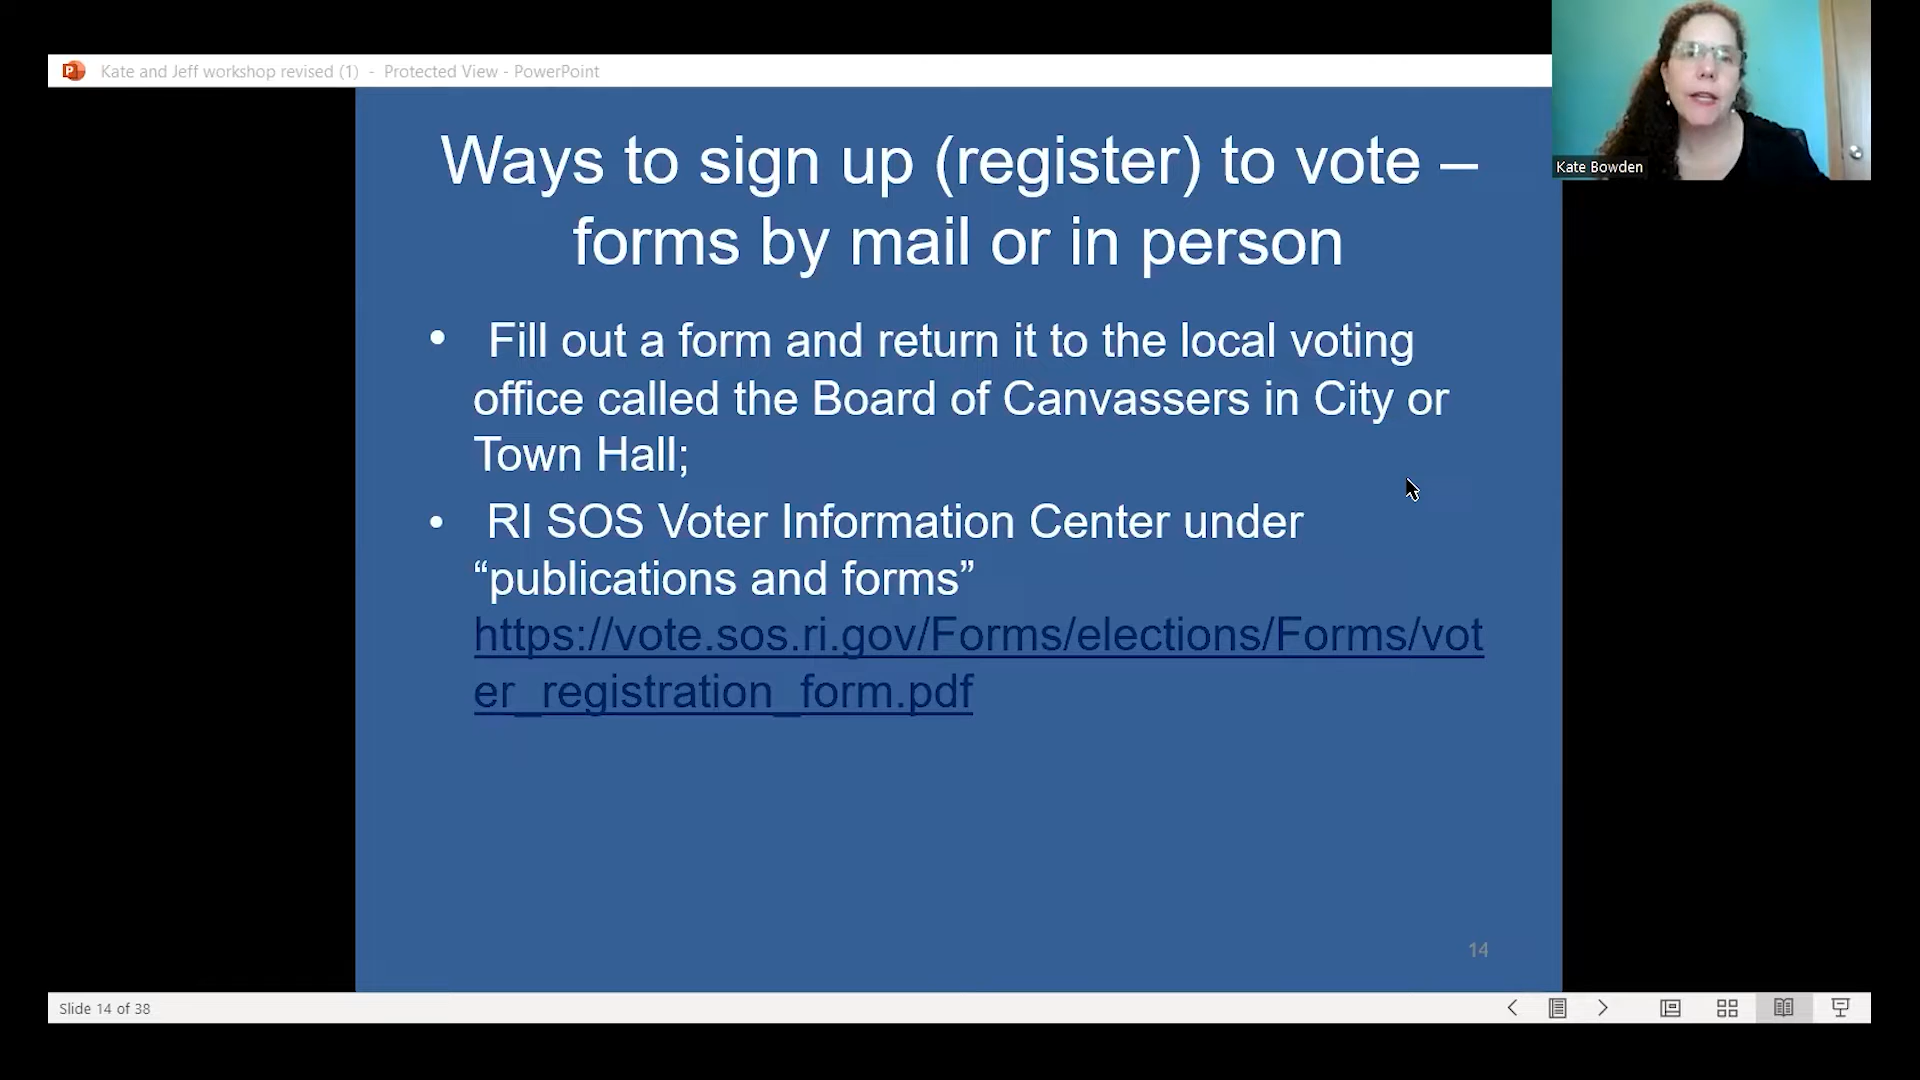 Kate and Jeff workshop revised (1) - Protected View - PowerPoint
Kate Bowden
Ways to sign up (register) to vote –
forms by mail or in person
• Fill out a form and return it to the local voting
office called the Board of Canvassers in City or
Town Hall;
• RI SOS Voter Information Center under
“publications and forms”
https://vote.sos.ri.gov/Forms/elections/Forms/vot
er_registration_form.pdf
14
Slide 14 of 38